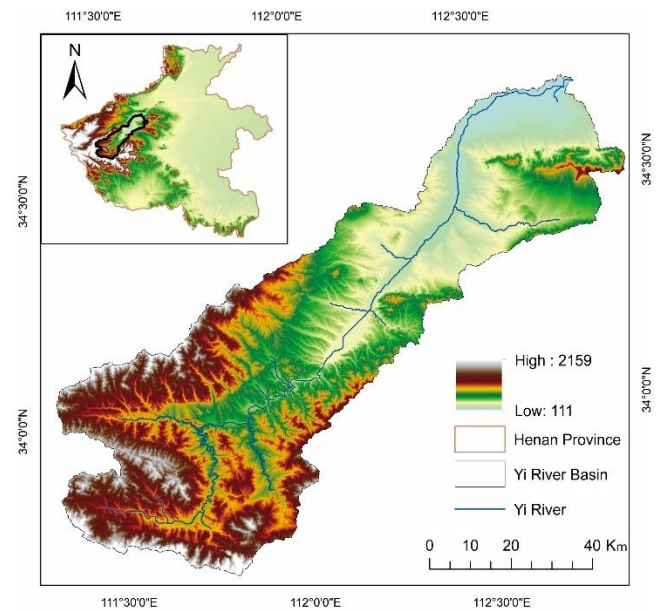 111°30'0"E
112°0'0"E
112°30'0"E
N
34°30'0"N
34°30'0"N
High : 2159
Low: 111
34°0'0"N
34°0'0"N
Henan Province
Yi River Basin
Yi River
0 10 20 40 Km
111°30'0"E
112°0'0"E
112°30'0"E